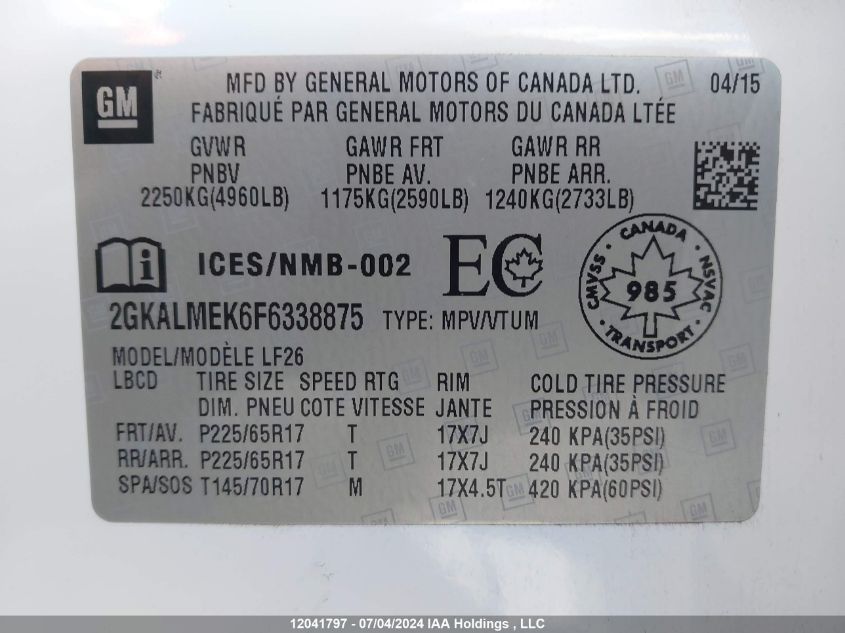 GM
MFD BY GENERAL MOTORS OF CANADA LTD. 04/15
FABRIQUÉ PAR GENERAL MOTORS DU CANADA LTÉE
GVWR GAWR FRT GAWR RR
PNBV PNBE AV. PNBE ARR.
2250KG(4960LB) 1175KG(2590LB) 1240KG(2733LB)
i ICES/NMB-002 EC
CANADA
CMVSS 985 NSVAC
TRANSPORT
2GKALMEK6F6338875 TYPE: MPV/VTUM
MODEL/MODÈLE LF26
LBCD TIRE SIZE SPEED RTG RIM COLD TIRE PRESSURE
DIM. PNEU COTE VITESSE JANTE PRESSION À FROID
FRT/AV. P225/65R17 T 17X7J 240 KPA(35PSI)
RR/ARR. P225/65R17 T 17X7J 240 KPA(35PSI)
SPA/SOS T145/70R17 M 17X4.5T 420 KPA(60PSI)
12041797 - 07/04/2024 IAA Holdings , LLC